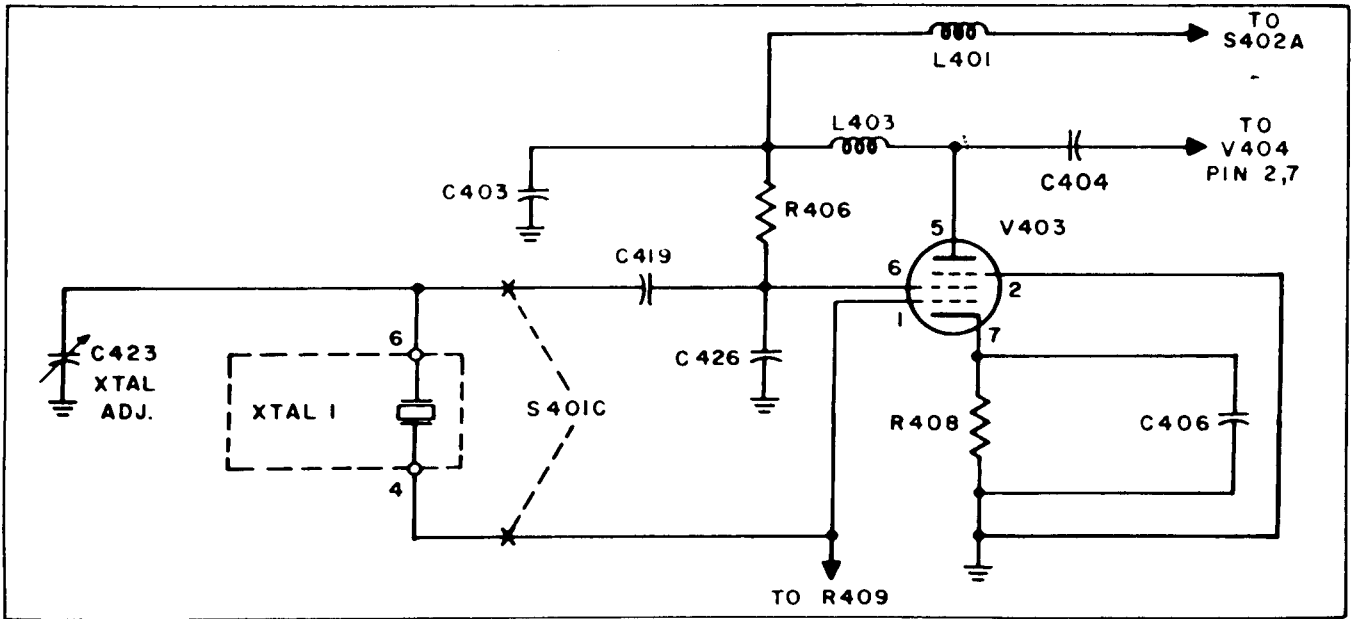 TO
S402A
L401
L403
TO
V404
PIN 2,7
C404
C403
R406
5
V403
C419
6
2
1
7
C423
XTAL
ADJ.
6
XTAL 1
4
S401C
C426
R408
C406
TO R409